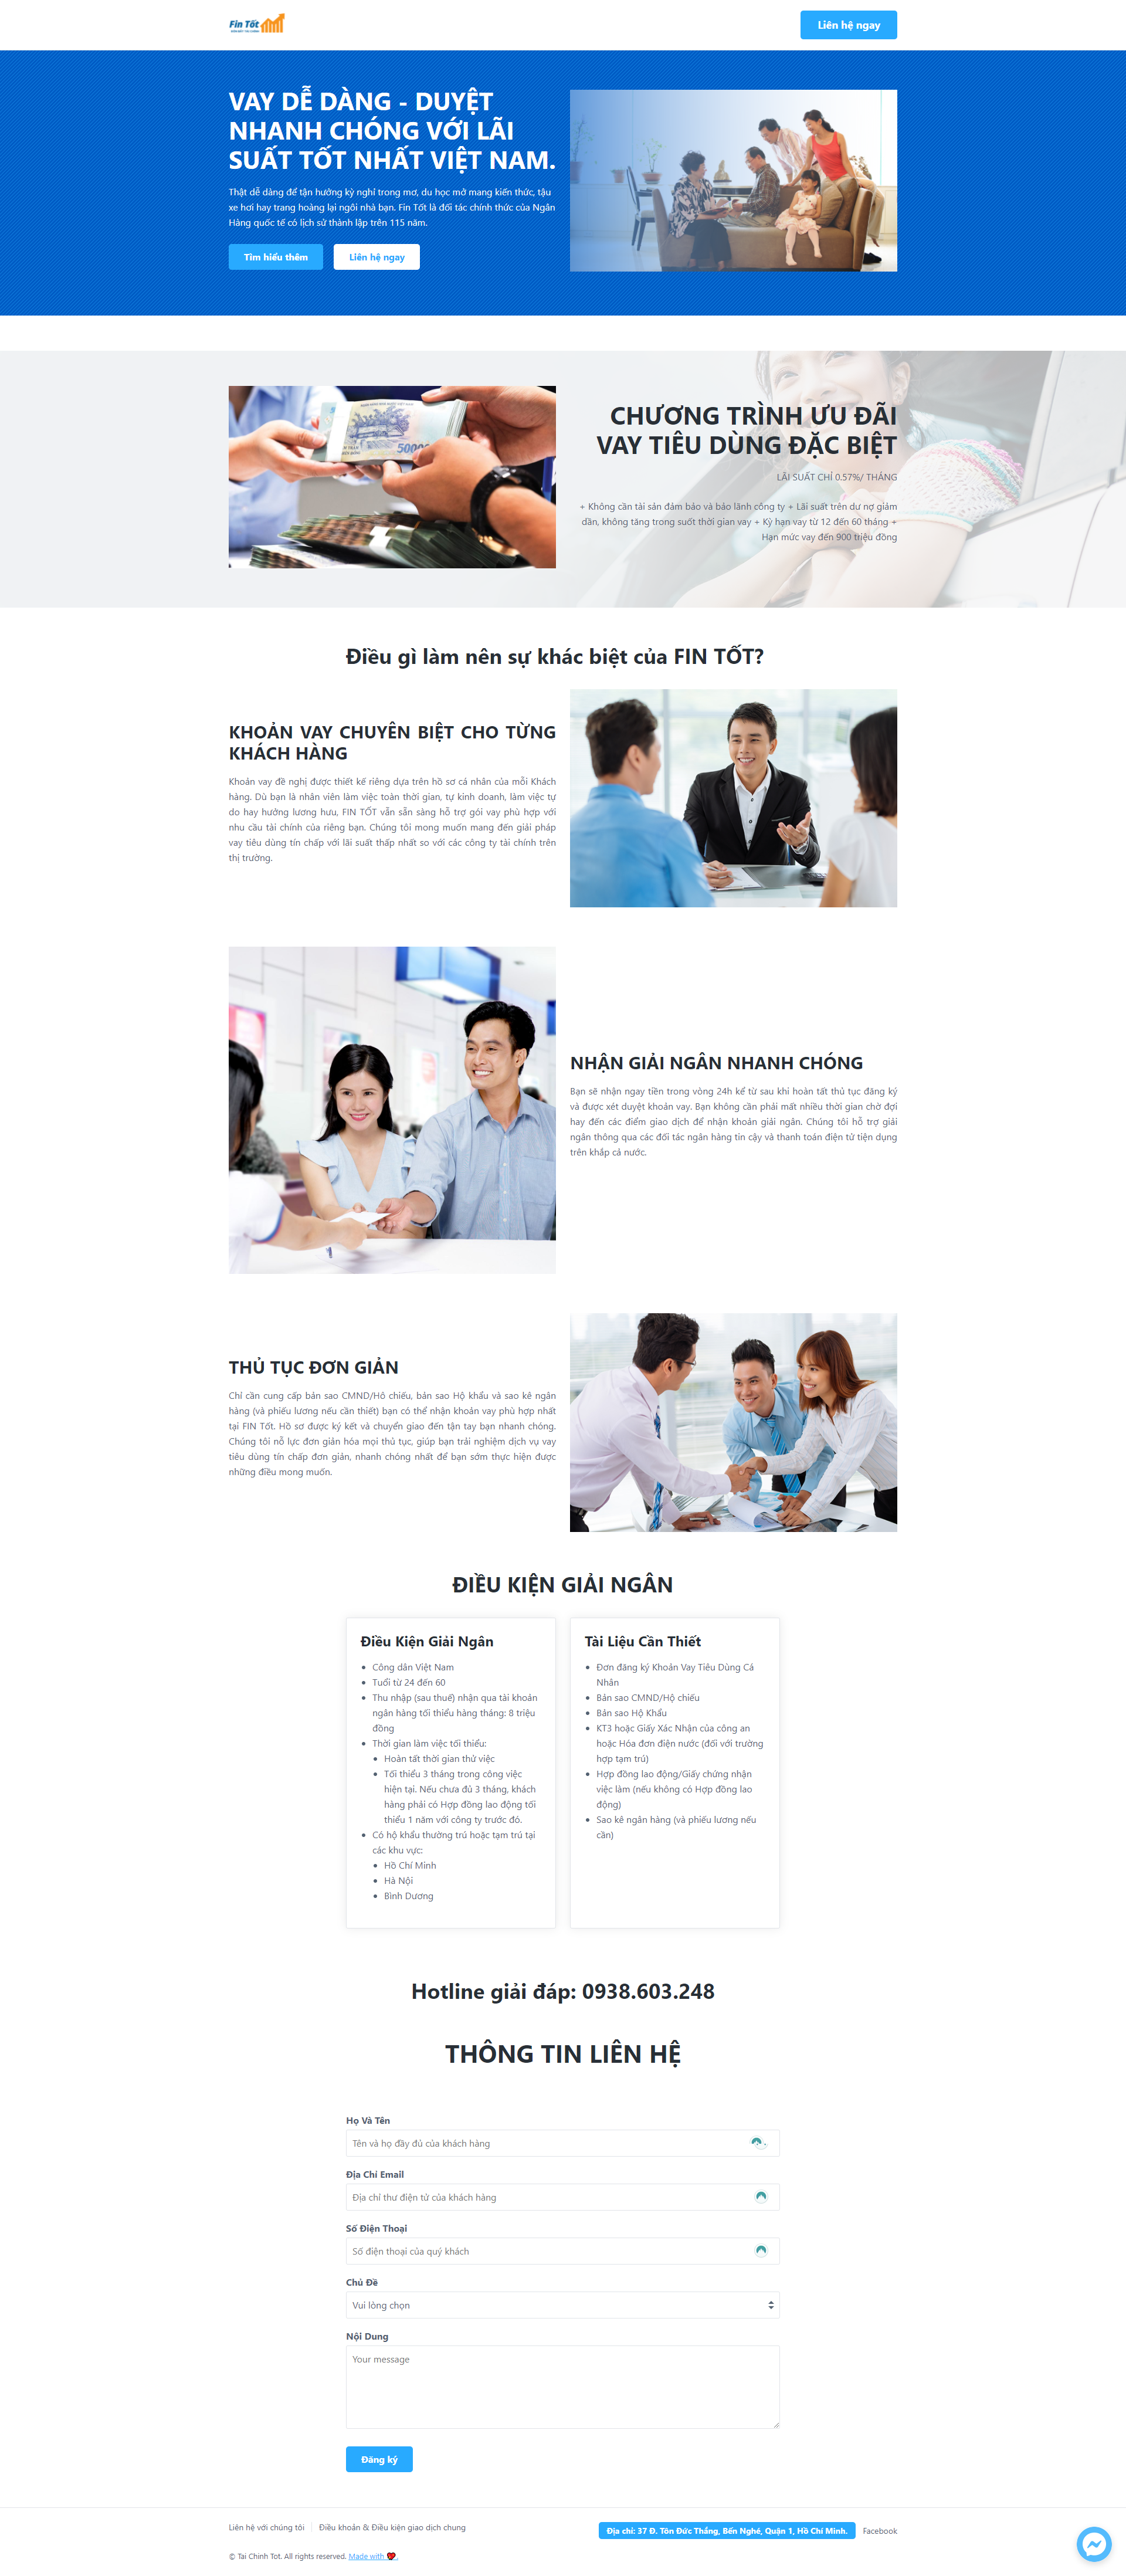 Fin Tốt
Liên hệ ngay
VAY DỄ DÀNG - DUYỆT
NHANH CHÓNG VỚI LÃI
SUẤT TỐT NHẤT VIỆT NAM.
Thật dễ dàng để tận hưởng kỳ nghỉ trong mơ, du học mở mang kiến thức, tậu
xe hơi hay trang hoàng lại ngôi nhà bạn. Fin Tốt là đối tác chính thức của Ngân
Hàng quốc tế có lịch sử thành lập trên 115 năm.
Tìm hiểu thêm
Liên hệ ngay
CHƯƠNG TRÌNH ƯU ĐÃI
VAY TIÊU DÙNG ĐẶC BIỆT
LÃI SUẤT CHỈ 0.57%/ THÁNG
+ Không cần tài sản đảm bảo và bảo lãnh công ty + Lãi suất trên dư nợ giảm
dần, không tăng trong suốt thời gian vay + Kỳ hạn vay từ 12 đến 60 tháng +
Hạn mức vay đến 900 triệu đồng
Điều gì làm nên sự khác biệt của FIN TỐT?
KHOẢN VAY CHUYÊN BIỆT CHO TỪNG
KHÁCH HÀNG
Khoản vay đề nghị được thiết kế riêng dựa trên hồ sơ cá nhân của mỗi Khách
hàng. Dù bạn là nhân viên làm việc toàn thời gian, tự kinh doanh, làm việc tự
do hay hưởng lương hưu, FIN TỐT vẫn sẵn sàng hỗ trợ gói vay phù hợp với
nhu cầu tài chính của riêng bạn. Chúng tôi mong muốn mang đến giải pháp
vay tiêu dùng tín chấp với lãi suất thấp nhất so với các công ty tài chính trên
thị trường.
NHẬN GIẢI NGÂN NHANH CHÓNG
Bạn sẽ nhận ngay tiền trong vòng 24h kể từ sau khi hoàn tất thủ tục đăng ký
và được xét duyệt khoản vay. Bạn không cần phải mất nhiều thời gian chờ đợi
hay đến các điểm giao dịch để nhận khoản giải ngân. Chúng tôi hỗ trợ giải
ngân thông qua các đối tác ngân hàng tin cậy và thanh toán điện tử tiện dụng
trên khắp cả nước.
THỦ TỤC ĐƠN GIẢN
Chỉ cần cung cấp bản sao CMND/Hộ chiếu, bản sao Hộ khẩu và sao kê ngân
hàng (và phiếu lương nếu cần thiết) bạn có thể nhận khoản vay phù hợp nhất
tại FIN Tốt. Hồ sơ được ký kết và chuyển giao đến tận tay bạn nhanh chóng.
Chúng tôi nỗ lực đơn giản hóa mọi thủ tục, giúp bạn trải nghiệm dịch vụ vay
tiêu dùng tín chấp đơn giản, nhanh chóng nhất để bạn sớm thực hiện được
những điều mong muốn.
ĐIỀU KIỆN GIẢI NGÂN
Điều Kiện Giải Ngân
Công dân Việt Nam
Tuổi từ 24 đến 60
Thu nhập (sau thuế) nhận qua tài khoản
ngân hàng tối thiểu hàng tháng: 8 triệu
đồng
Thời gian làm việc tối thiểu:
Hoàn tất thời gian thử việc
Tối thiểu 3 tháng trong công việc
hiện tại. Nếu chưa đủ 3 tháng, khách
hàng phải có Hợp đồng lao động tối
thiểu 1 năm với công ty trước đó.
Có hộ khẩu thường trú hoặc tạm trú tại
các khu vực:
Hồ Chí Minh
Hà Nội
Bình Dương
Tài Liệu Cần Thiết
Đơn đăng ký Khoản Vay Tiêu Dùng Cá
Nhân
Bản sao CMND/Hộ chiếu
Bản sao Hộ Khẩu
KT3 hoặc Giấy Xác Nhận của công an
hoặc Hóa đơn điện nước (đối với trường
hợp tạm trú)
Hợp đồng lao động/Giấy chứng nhận
việc làm (nếu không có Hợp đồng lao
động)
Sao kê ngân hàng (và phiếu lương nếu
cần)
Hotline giải đáp: 0938.603.248
THÔNG TIN LIÊN HỆ
Họ Và Tên
Tên và họ đầy đủ của khách hàng
Địa Chỉ Email
Địa chỉ thư điện tử của khách hàng
Số Điện Thoại
Số điện thoại của quý khách
Chủ Đề
Vui lòng chọn
Nội Dung
Your message
Đăng ký
Liên hệ với chúng tôi
Điều khoản & Điều kiện giao dịch chung
Địa chỉ: 37 Đ. Tôn Đức Thắng, Bến Nghé, Quận 1, Hồ Chí Minh.
Facebook
© Tai Chinh Tot. All rights reserved. Made with ❤.